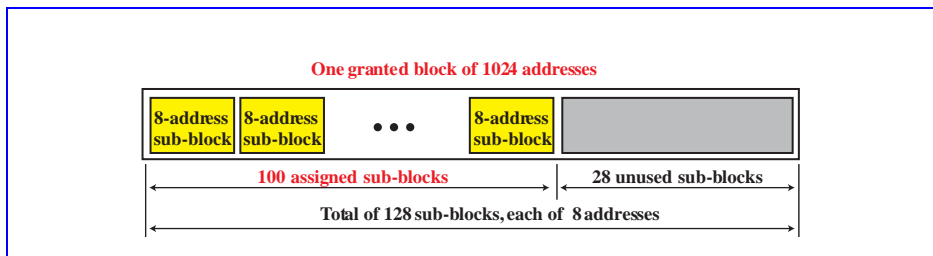 One granted block of 1024 addresses
8-address 8-address 8-address
sub-block sub-block • • • sub-block
100 assigned sub-blocks 28 unused sub-blocks
Total of 128 sub-blocks, each of 8 addresses